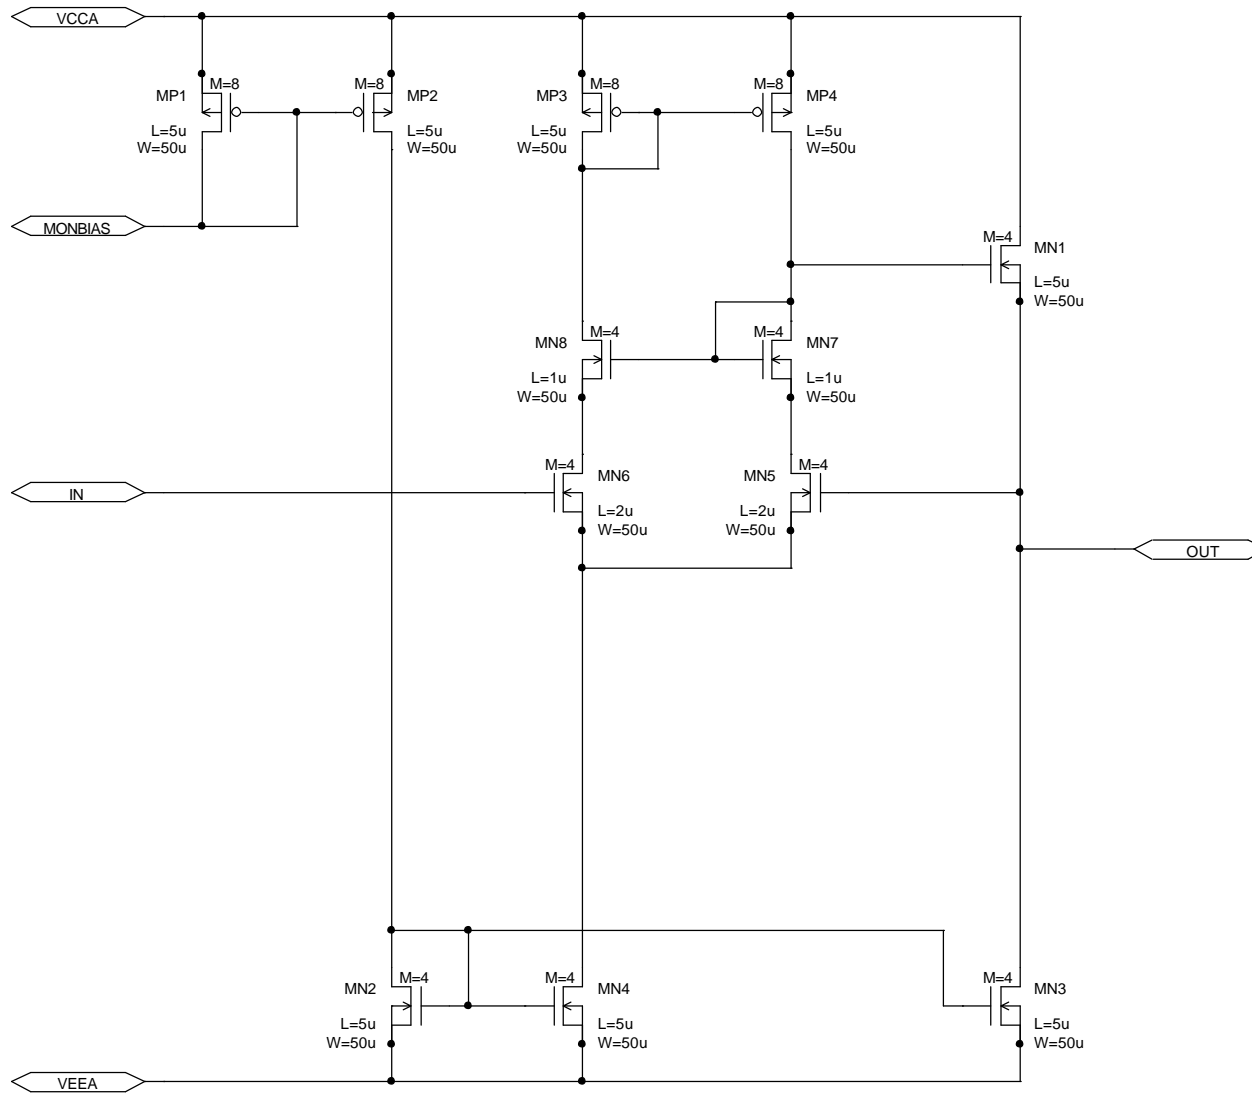 VCCA
M=8
MP1
L=5u
W=50u
M=8
MP2
L=5u
W=50u
M=8
MP3
L=5u
W=50u
M=8
MP4
L=5u
W=50u
MONBIAS
M=4
MN1
L=5u
W=50u
M=4
MN8
L=1u
W=50u
M=4
MN7
L=1u
W=50u
IN
M=4
MN6
L=2u
W=50u
M=4
MN5
L=2u
W=50u
OUT
M=4
MN2
L=5u
W=50u
M=4
MN4
L=5u
W=50u
M=4
MN3
L=5u
W=50u
VEEA